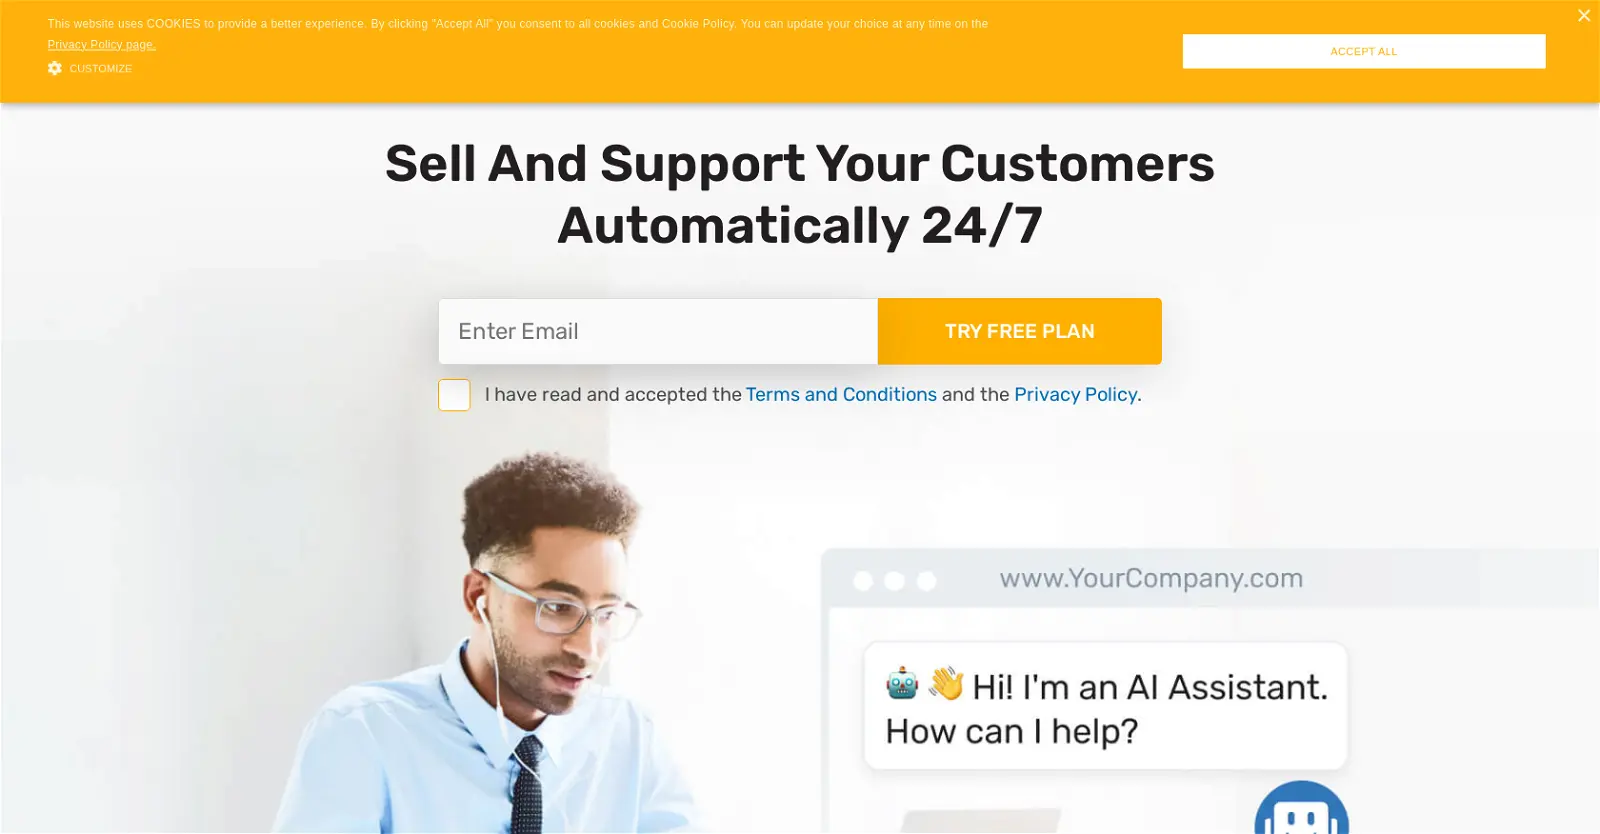 This website uses COOKIES to provide a better experience. By clicking "Accept All" you consent to all cookies and Cookie Policy. You can update your choice at any time on the
Privacy Policy page.
CUSTOMIZE
ACCEPT ALL
Sell And Support Your Customers
Automatically 24/7
Enter Email
TRY FREE PLAN
I have read and accepted the Terms and Conditions and the Privacy Policy.
www.YourCompany.com
Hi! I'm an AI Assistant.
How can I help?